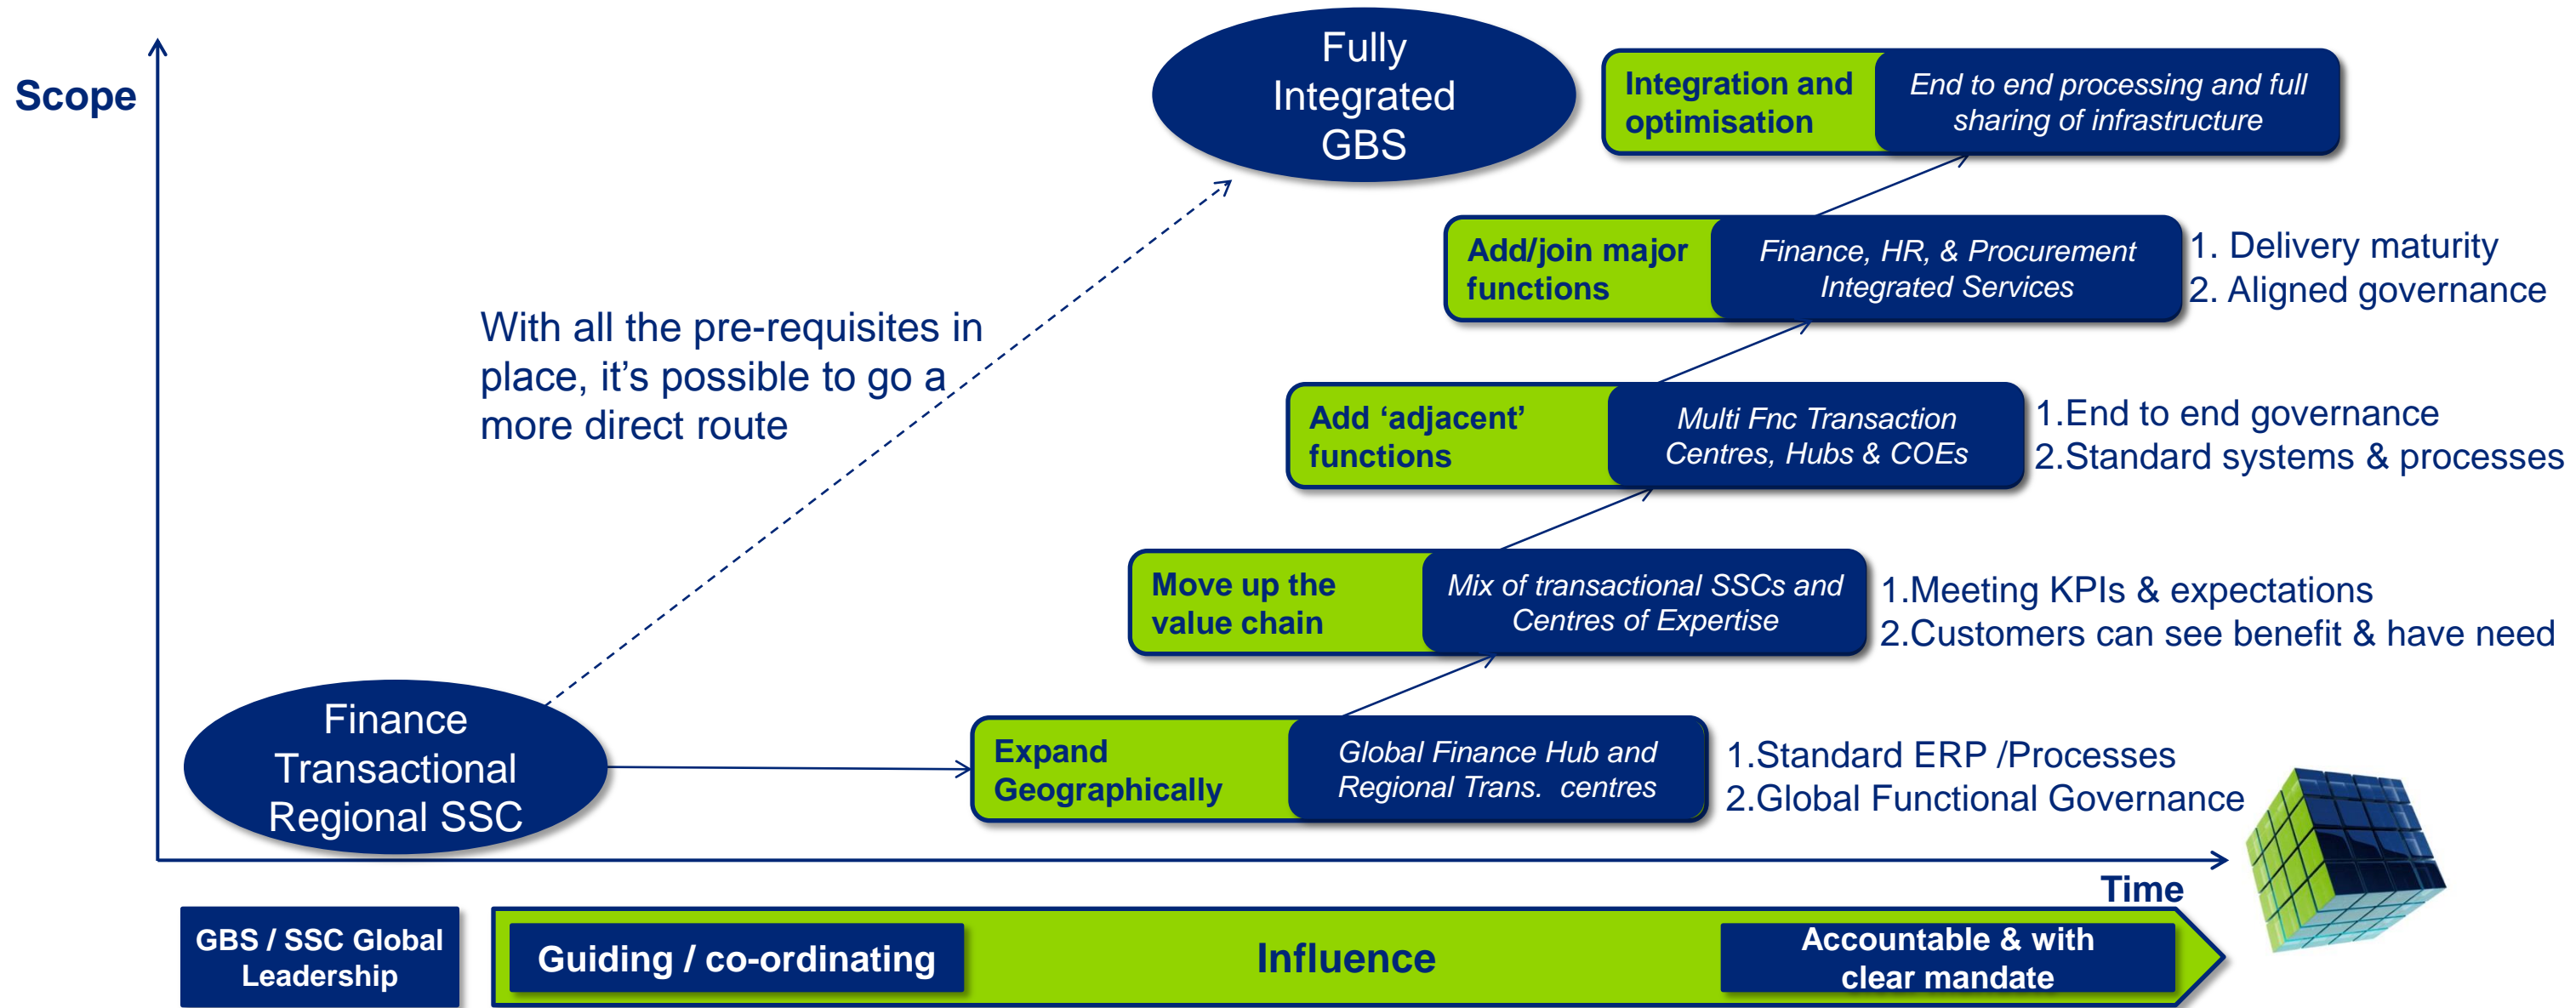 Scope
Fully
Integrated
GBS
Integration and
optimisation
End to end processing and full
sharing of infrastructure
Add/join major
functions
Finance, HR, & Procurement
Integrated Services
1. Delivery maturity
2. Aligned governance
With all the pre-requisites in
place, it’s possible to go a
more direct route
Add ‘adjacent’
functions
Multi Fnc Transaction
Centres, Hubs & COEs
1.End to end governance
2.Standard systems & processes
Move up the
value chain
Mix of transactional SSCs and
Centres of Expertise
1.Meeting KPIs & expectations
2.Customers can see benefit & have need
Finance
Transactional
Regional SSC
Expand
Geographically
Global Finance Hub and
Regional Trans. centres
1.Standard ERP /Processes
2.Global Functional Governance
Time
GBS / SSC Global
Leadership
Guiding / co-ordinating
Influence
Accountable & with
clear mandate